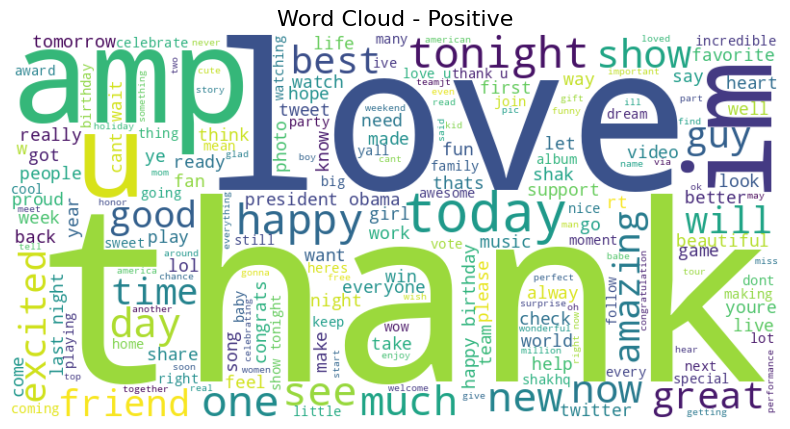 Word Cloud - Positive
tomorrow celebrate never many american loved incredible
award two cute life ive love u thank u teamjt important way say favorite
amp love best tonight show heart
birthday wait watching watch hope tweet first join gift dream part well
something story weekend even read ill im
really thing think photo party need made yall fun pic said kid funny let video guy find
w got cant holiday mean know boy cant family album name via ok look
people ye ready glad big thats shak support rt better may
cool proud mom going fan president obama awesome nice go will
meet week year honor good happy girl today moment man beautiful
back tell sweet play everything still work vote music game miss
thank
excited last night around lol want heres win night everyone happy birthday please alway amazing babe tour dont
america chance gonna free perfect follow congratulation making
time another celebrating wish team surprise oh check youre
day song baby congrats keep wow wonderful world live lot
playing home share women make take million right now hear
come top soon right feel show tonight start enjoy help every next special performance
together real see welcome shakhq
coming friend one little much give new now twitter great getting
u